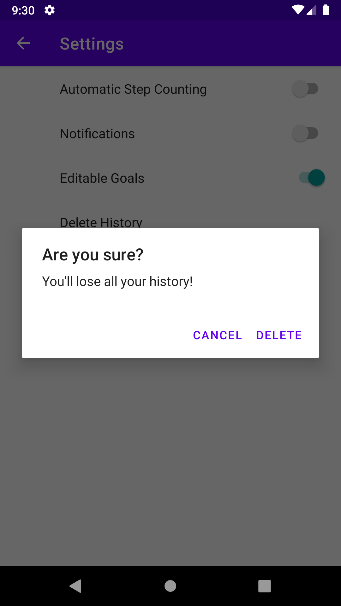 9:30
Settings
Automatic Step Counting
Notifications
Editable Goals
Delete History
Are you sure?
You'll lose all your history!
CANCEL DELETE